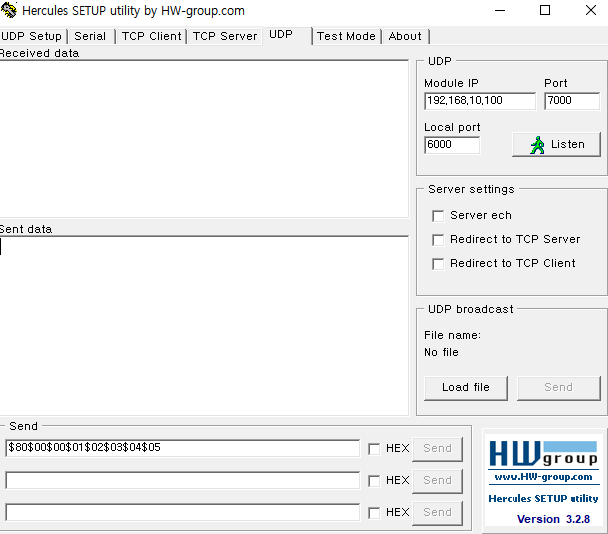 Hercules SETUP utility by HW-group.com
UDP Setup Serial TCP Client TCP Server UDP Test Mode About
Received data
Sent data
UDP
Module IP Port
192,168,10,100 7000
Local port
6000 Listen
Server settings
Server ech
Redirect to TCP Server
Redirect to TCP Client
UDP broadcast
File name:
No file
Load file Send
Send
$80$00$00$01$02$03$04$05 HEX Send
HEX Send
HEX Send
HW group
www.HW-group.com
Hercules SETUP utility
Version 3.2.8